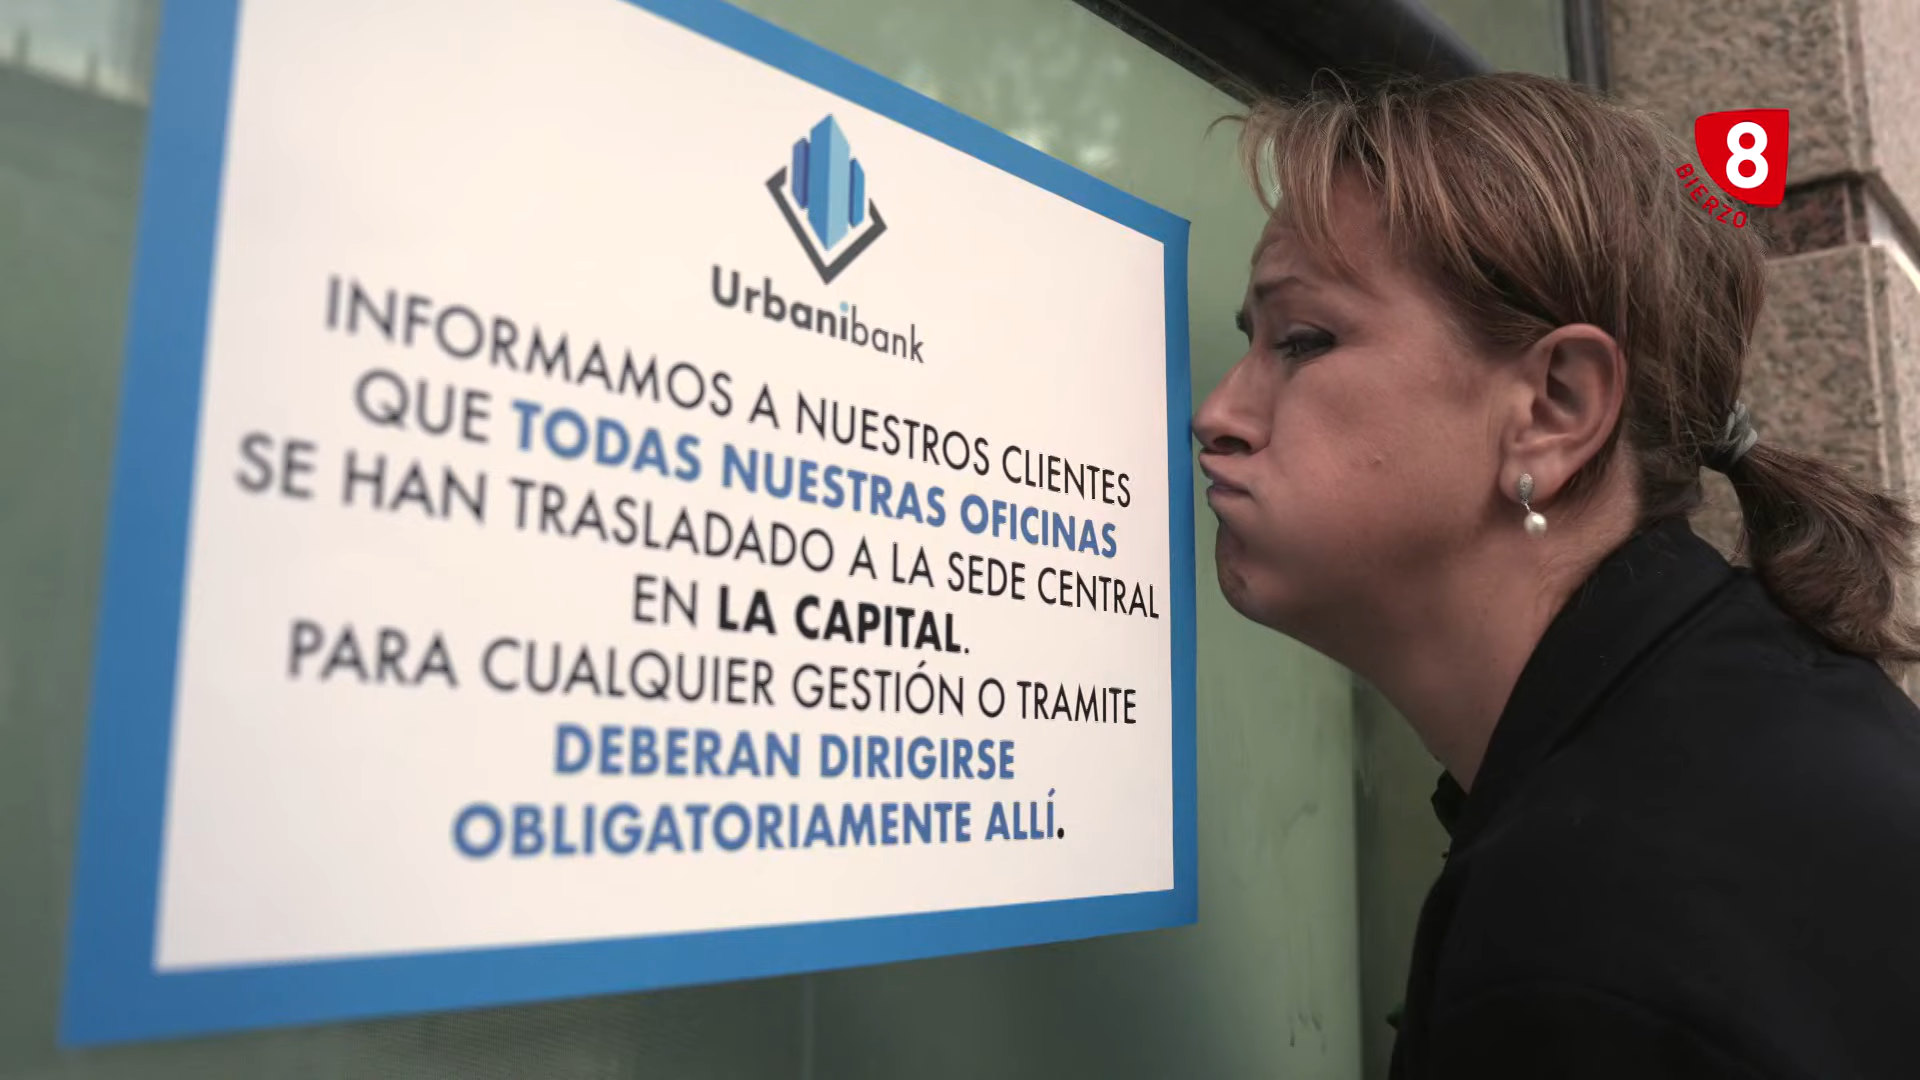 Urbanibank
INFORMAMOS A NUESTROS CLIENTES
QUE TODAS NUESTRAS OFICINAS
SE HAN TRASLADADO A LA SEDE CENTRAL
EN LA CAPITAL.
PARA CUALQUIER GESTIÓN O TRAMITE
DEBERAN DIRIGIRSE
OBLIGATORIAMENTE ALLÍ.
8
BIERZO